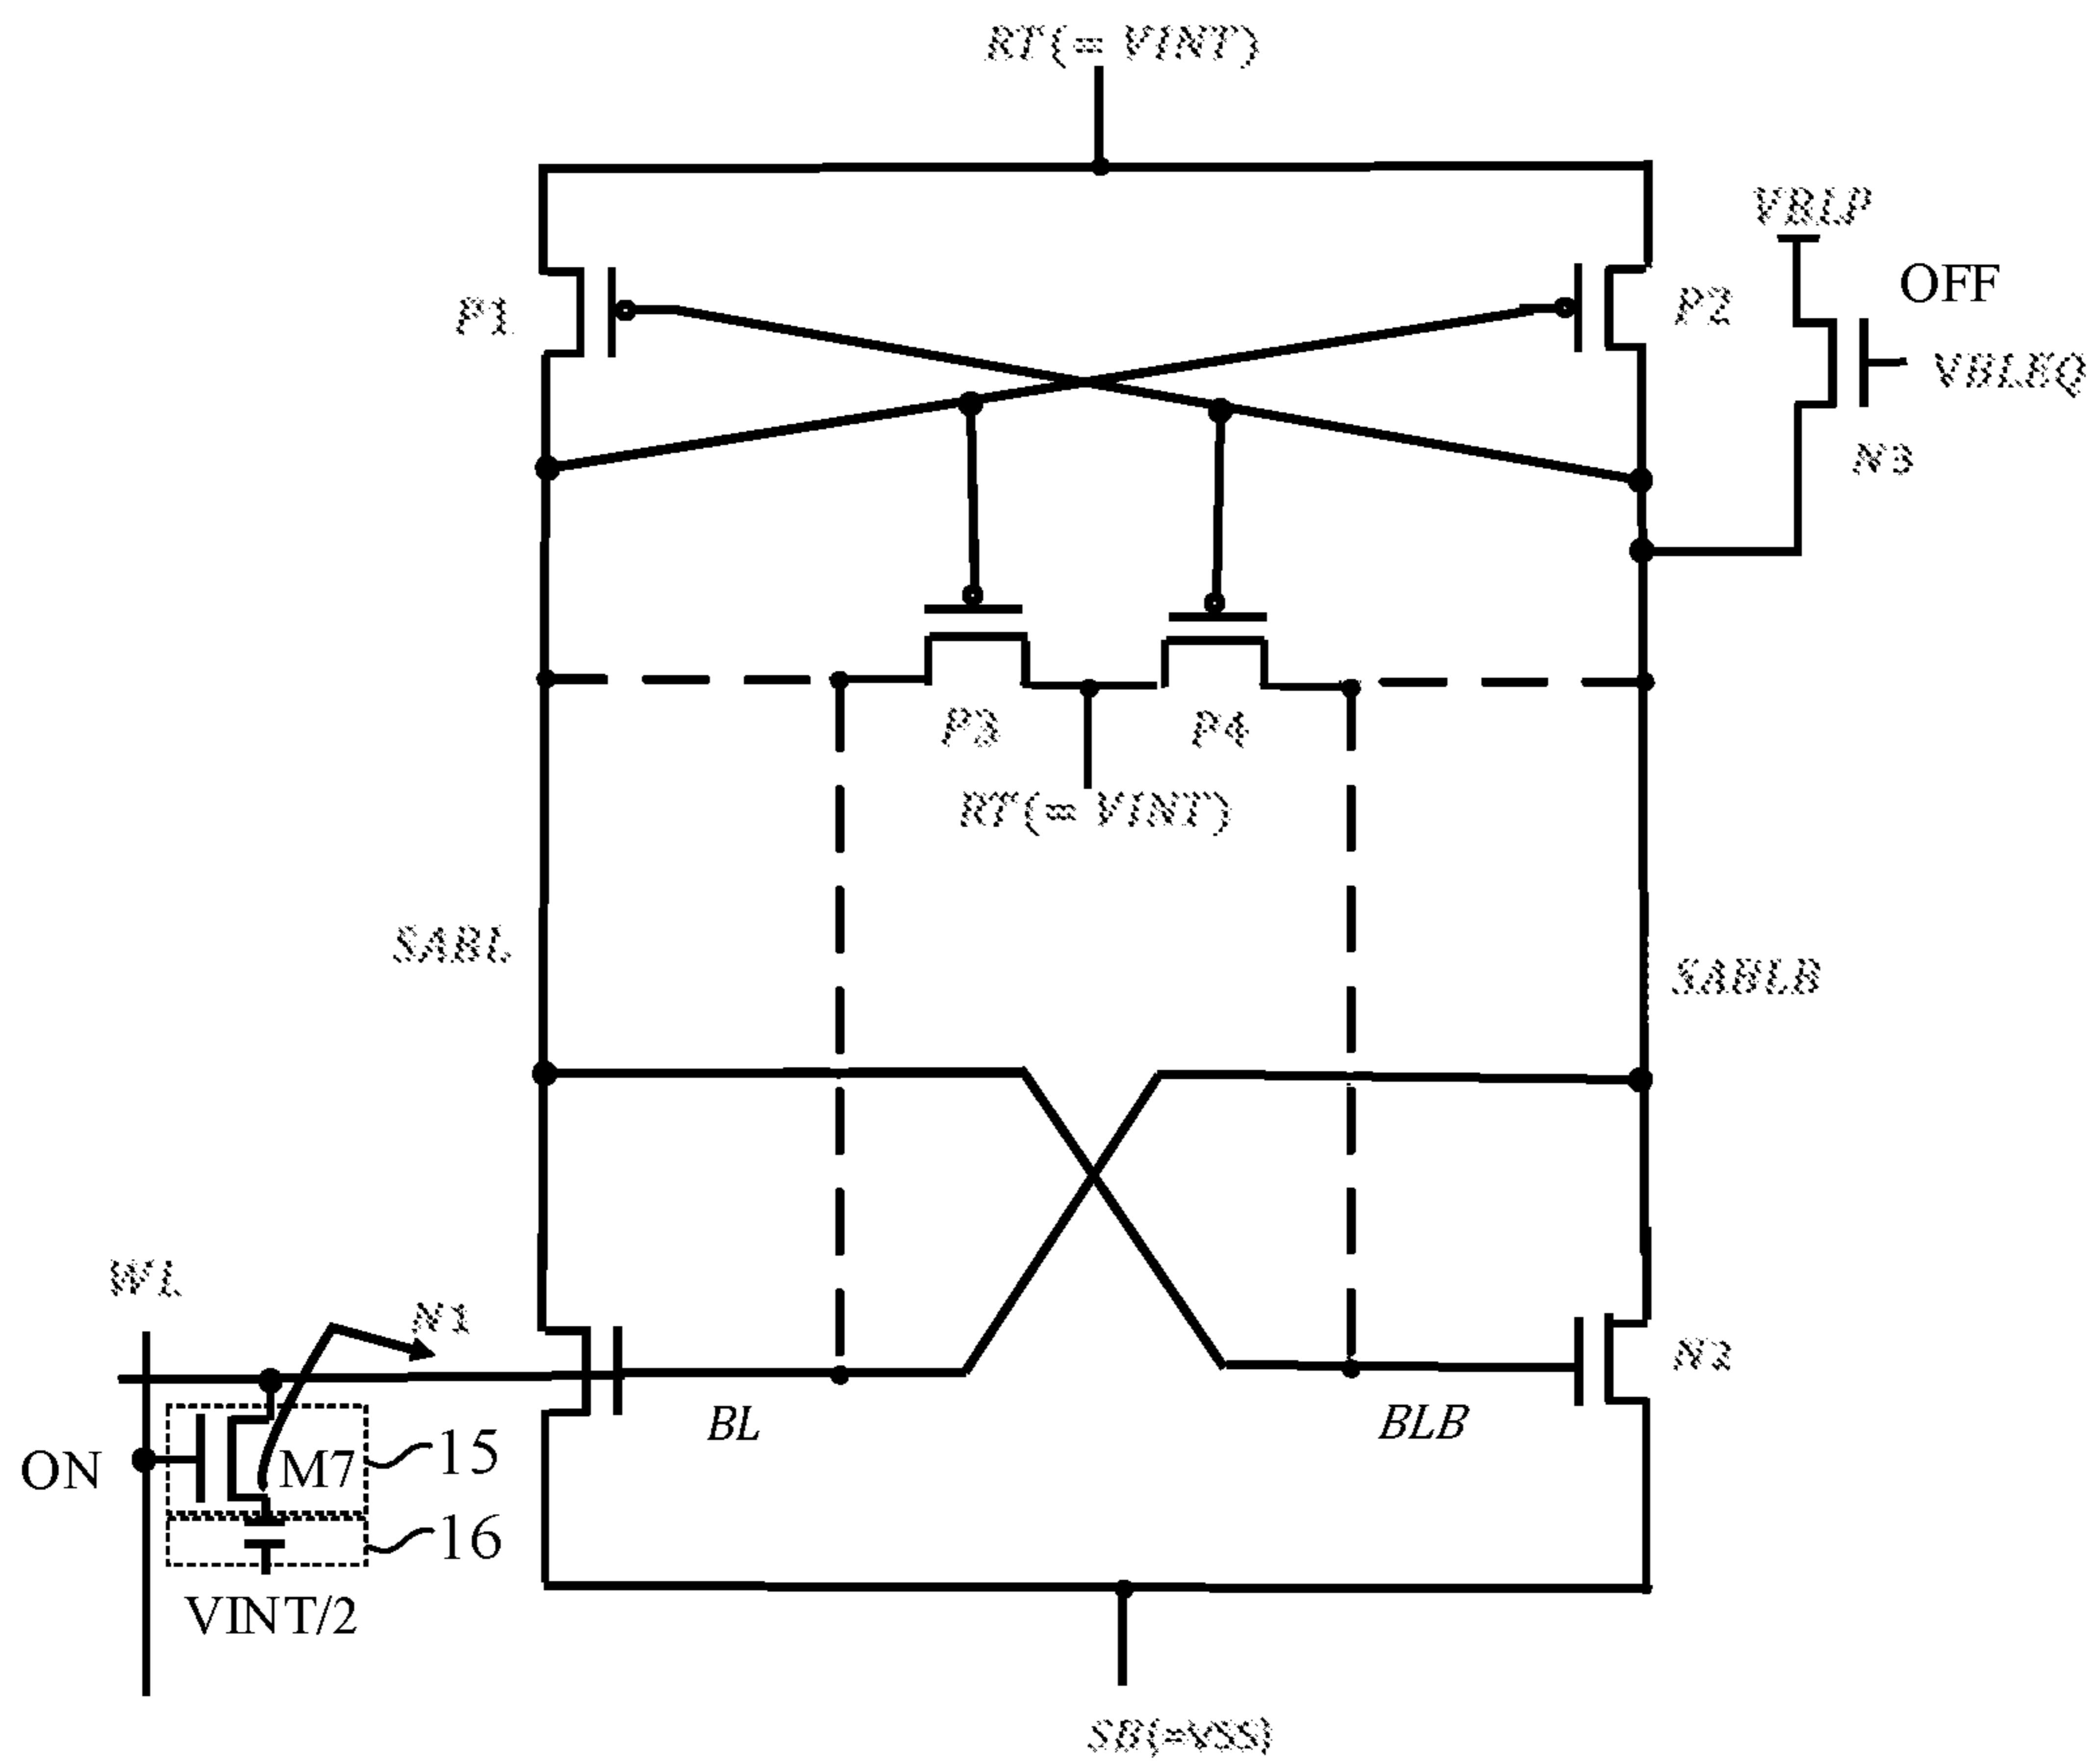 RT(= VINT)
VBLP
OFF
P1
P2
VBLEQ
N3
P3
P4
RT(= VINT)
SABL
SABLB
WL
N1
N2
BL
BLB
ON
M7
15
16
VINT/2
SB(=VSS)